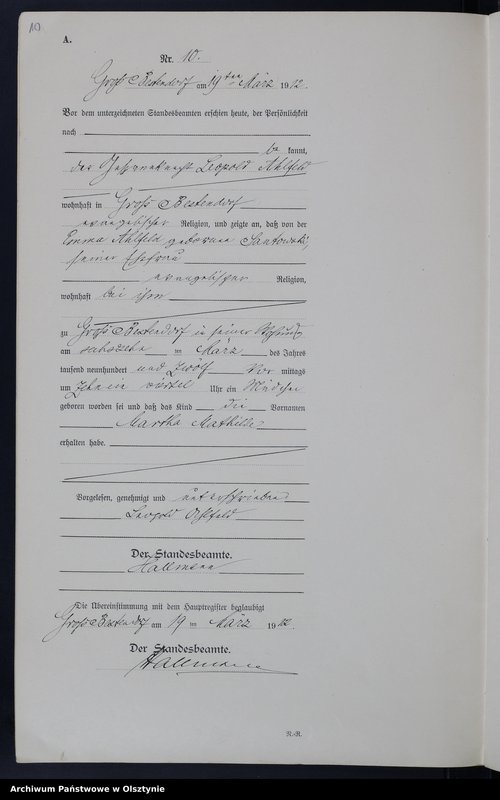 10
A.
Nr. 10.
Groß Bestendorf am 19ten März 1912.
Vor dem unterzeichneten Standesbeamten erschien heute, der Persönlichkeit
nach
be kannt,
der Leopold Ahlfeld
wohnhaft in Groß Bestendorf
evangelischer Religion, und zeigte an, daß von der
Emma Ahlfeld geborene Santowski,
seiner Ehefrau
evangelischer Religion,
wohnhaft bei ihm
zu Groß Bestendorf in seiner Wohnung
am sechszehn ten März des Jahres
tausend neunhundert und zwölf Vor mittags
um zehn ein viertel Uhr ein Mädchen
geboren worden sei und daß das Kind die Vornamen
Martha Mathilde
erhalten habe.
Vorgelesen, genehmigt und unterschrieben
Leopold Ahlfeld
Der Standesbeamte.
Hallmann
Die Übereinstimmung mit dem Hauptregister beglaubigt
Groß Bestendorf am 19 ten März 1912.
Der Standesbeamte.
Hallmann
R.-R.
Archiwum Państwowe w Olsztynie